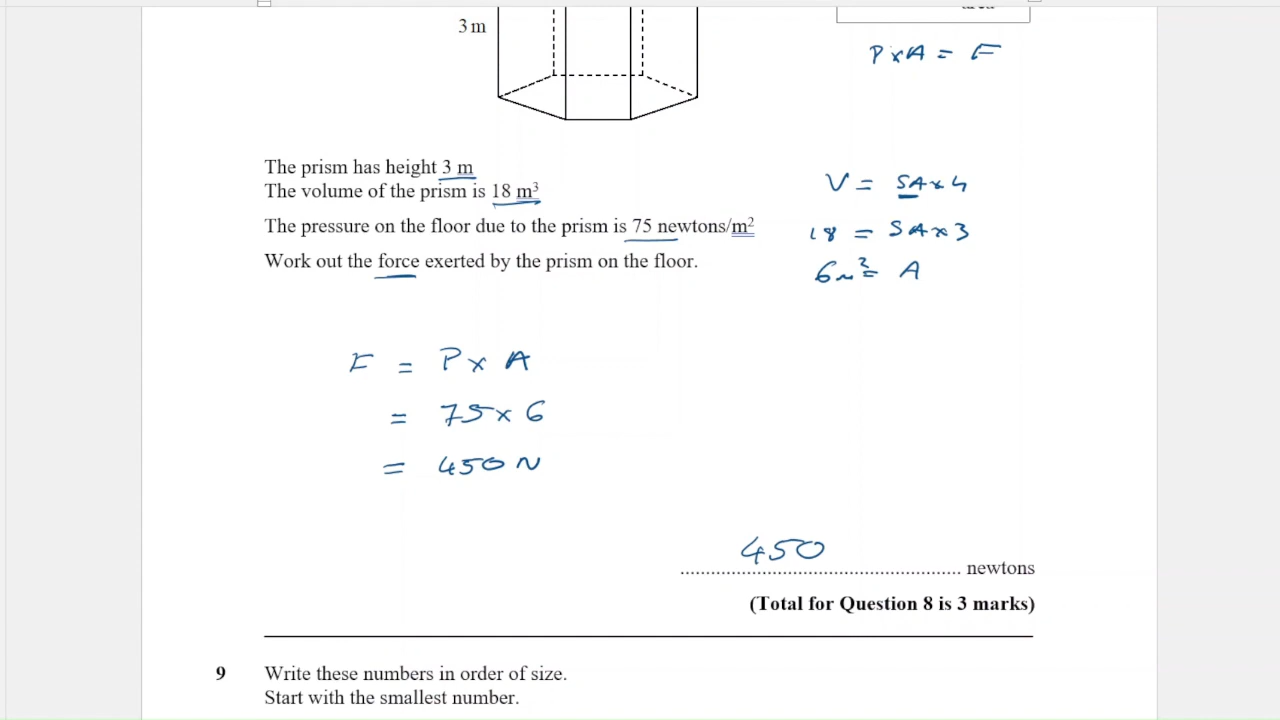 3 m
P x A = F
The prism has height 3 m
The volume of the prism is 18 m³
V = SA x h
The pressure on the floor due to the prism is 75 newtons/m²
18 = SA x 3
Work out the force exerted by the prism on the floor.
6m² = A
F = P x A
= 75 x 6
= 450 N
450
newtons
(Total for Question 8 is 3 marks)
9 Write these numbers in order of size.
Start with the smallest number.